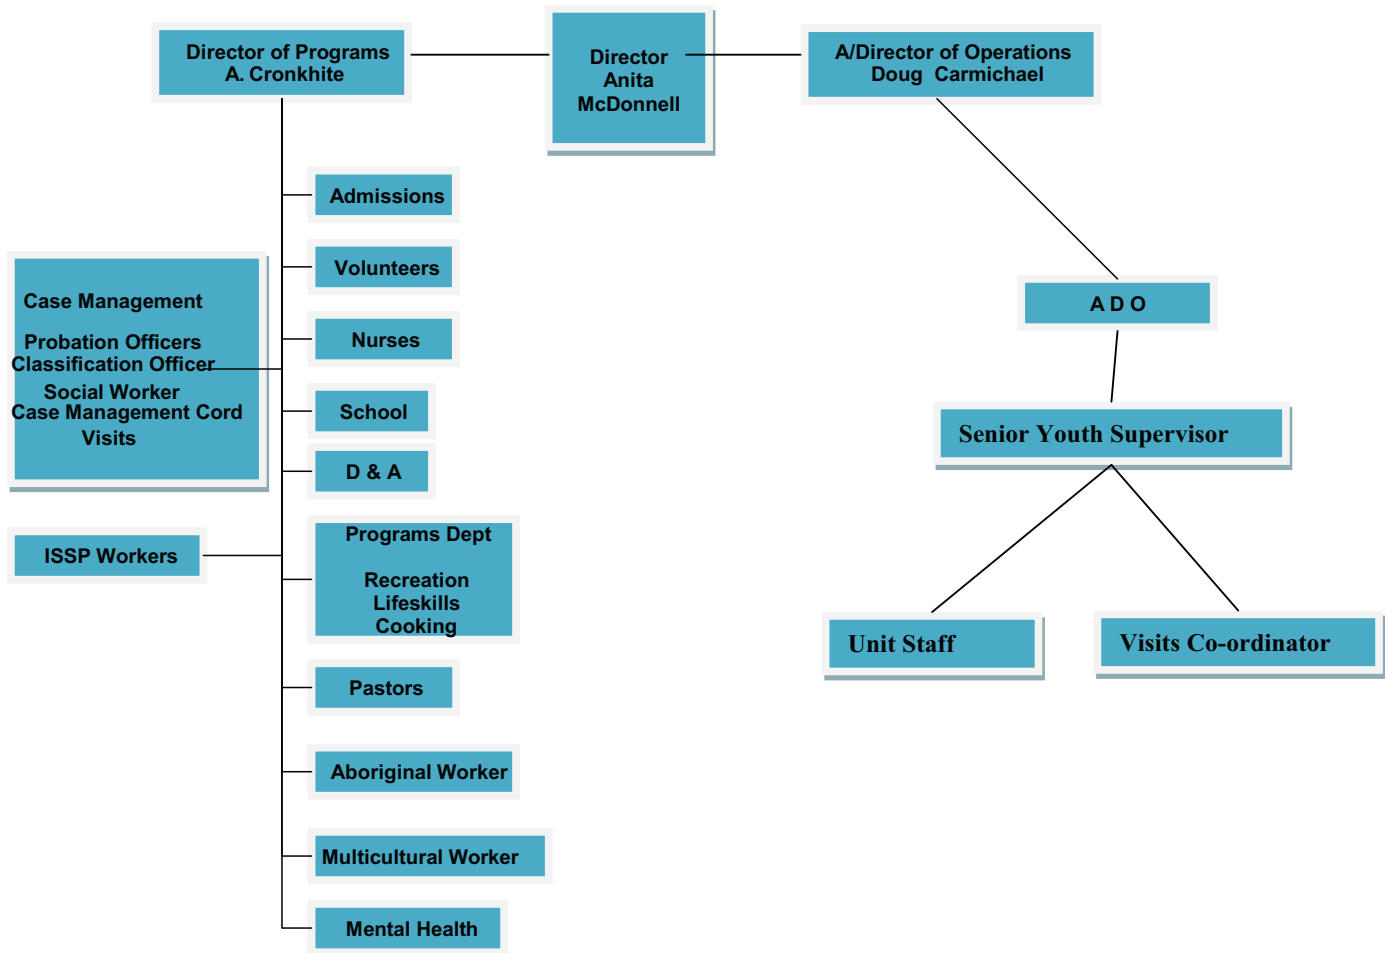 Director of Programs
A. Cronkhite
Director
Anita
McDonnell
A/Director of Operations
Doug Carmichael
Admissions
Volunteers
Nurses
School
D & A
Programs Dept
Recreation
Lifeskills
Cooking
Pastors
Aboriginal Worker
Multicultural Worker
Mental Health
Case Management
Probation Officers
Classification Officer
Social Worker
Case Management Cord
Visits
ISSP Workers
A D O
Senior Youth Supervisor
Unit Staff
Visits Co-ordinator